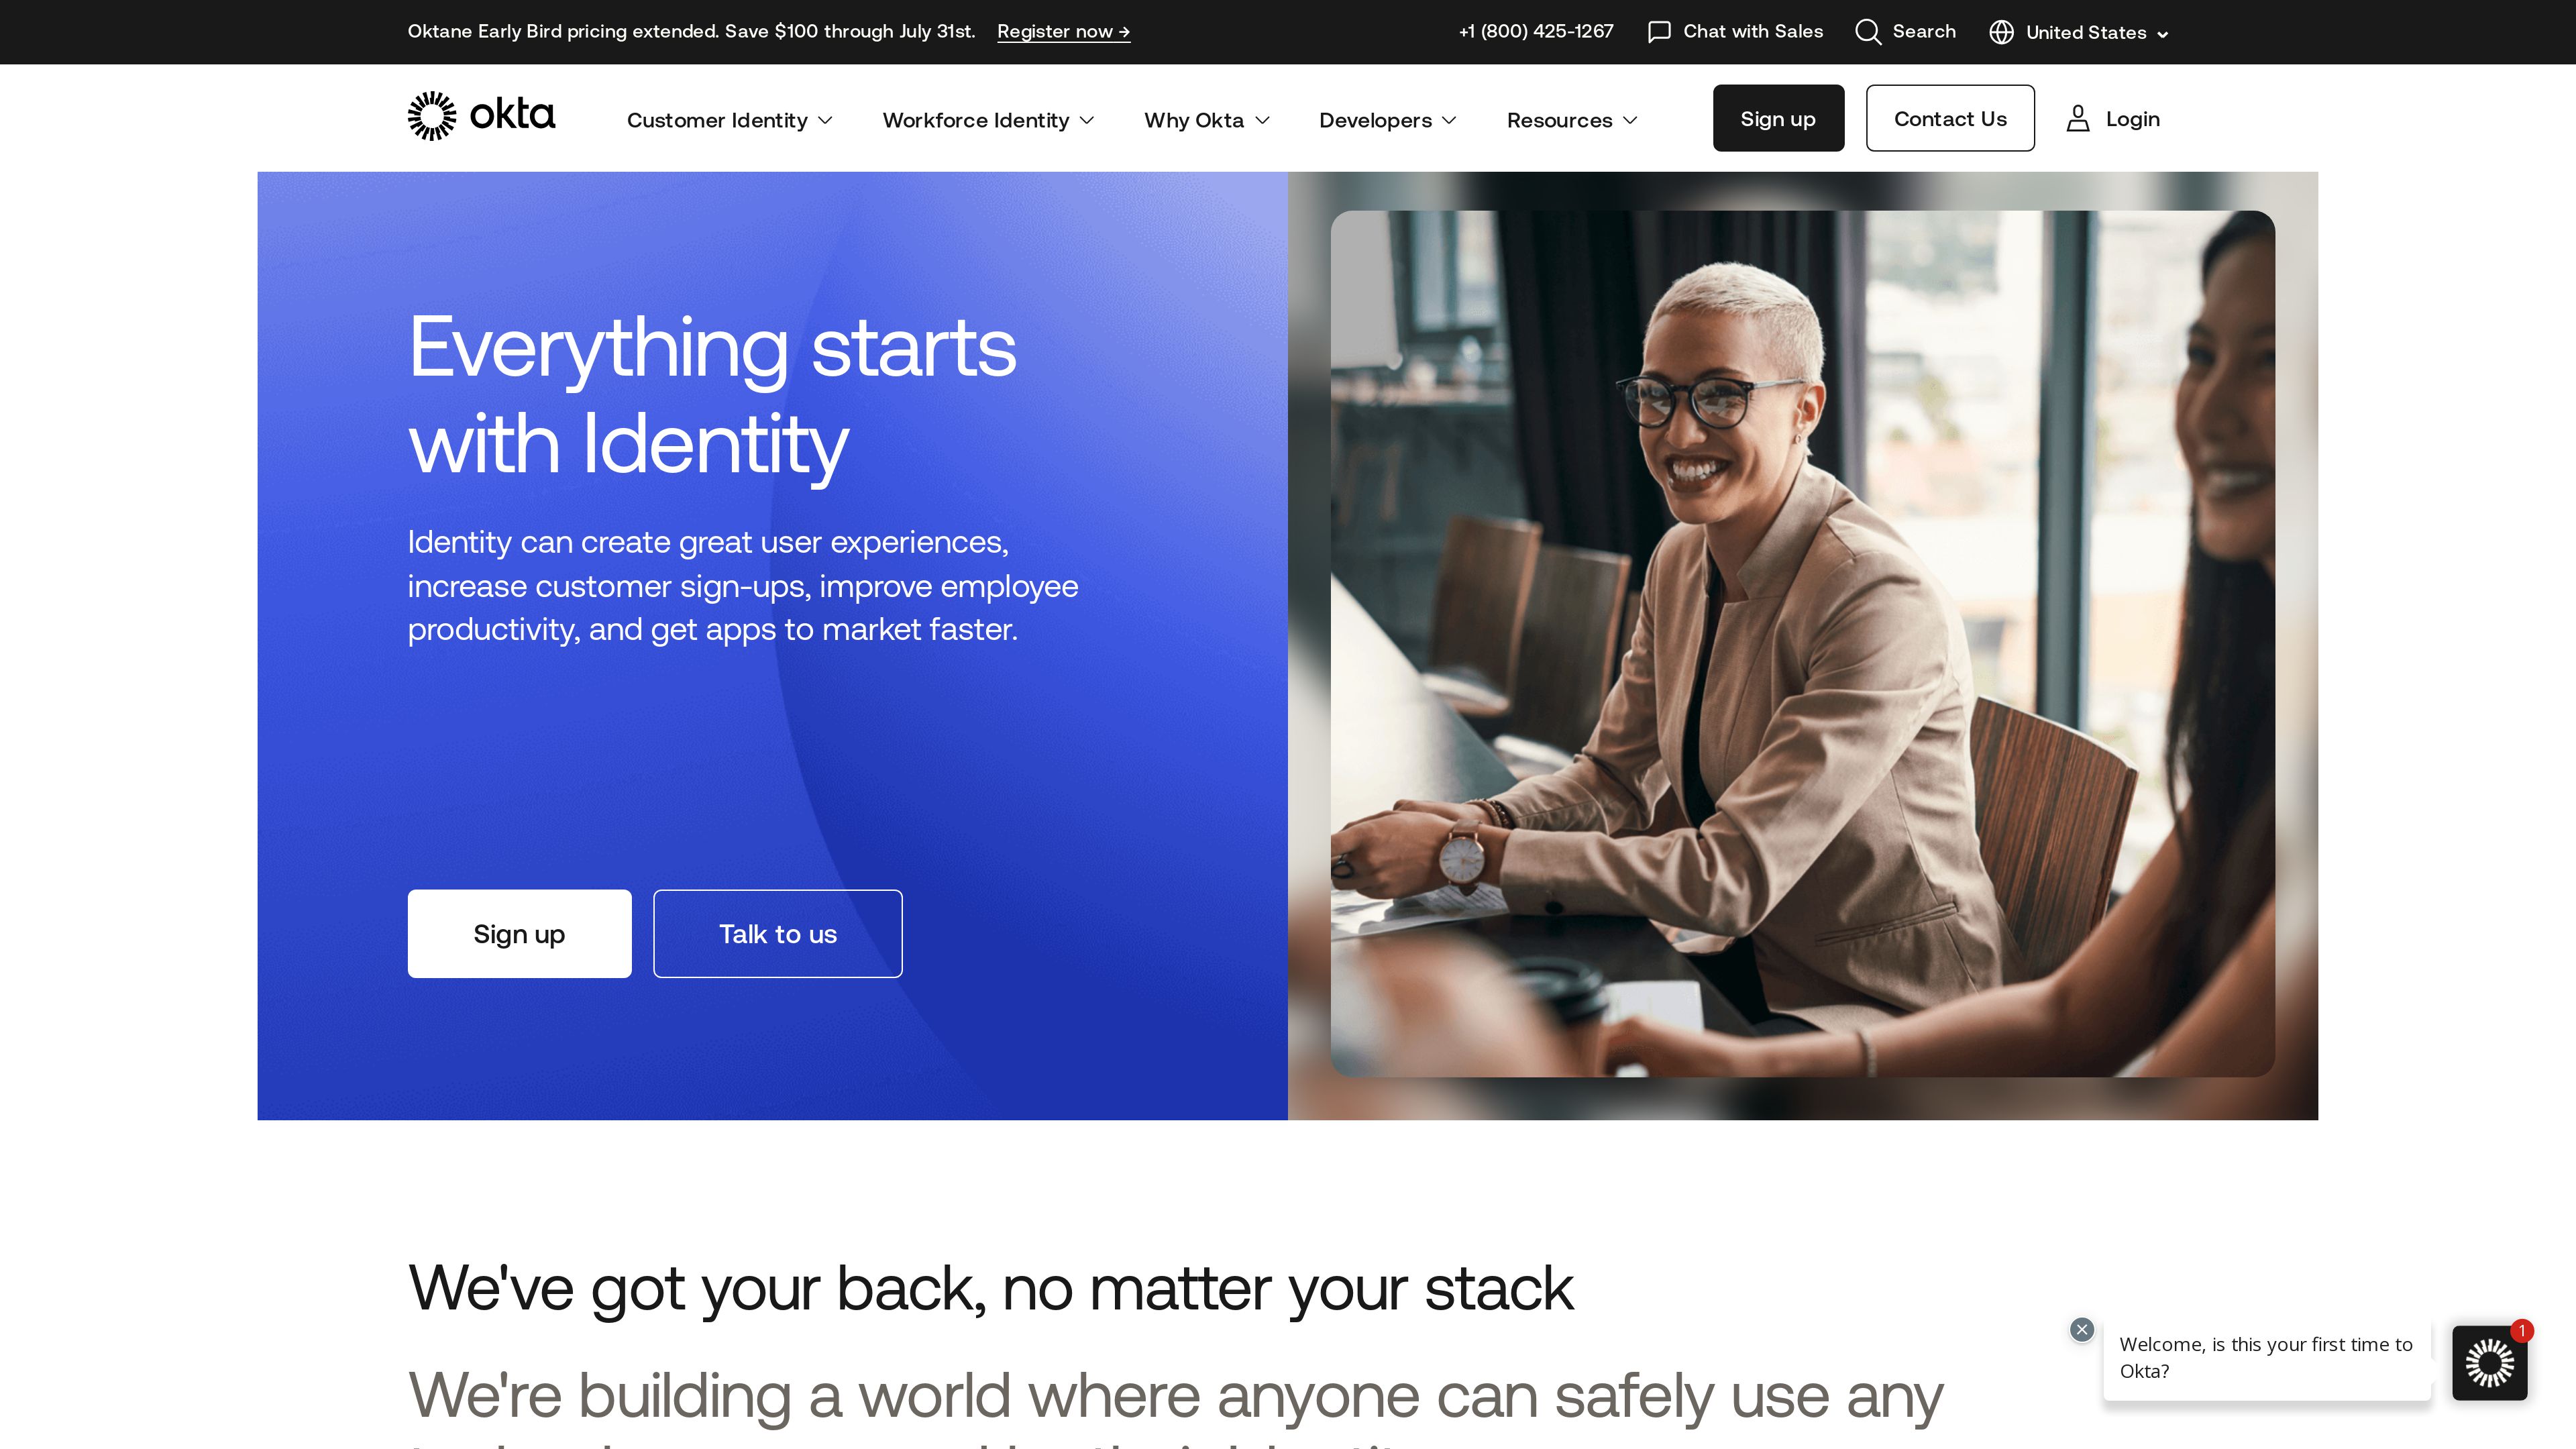 Oktane Early Bird pricing extended. Save $100 through July 31st. Register now →
+1 (800) 425-1267 Chat with Sales Search United States
okta Customer Identity Workforce Identity Why Okta Developers Resources Sign up Contact Us Login
Everything starts
with Identity
Identity can create great user experiences,
increase customer sign-ups, improve employee
productivity, and get apps to market faster.
Sign up Talk to us
We've got your back, no matter your stack
We're building a world where anyone can safely use any
Welcome, is this your first time to
Okta?
1